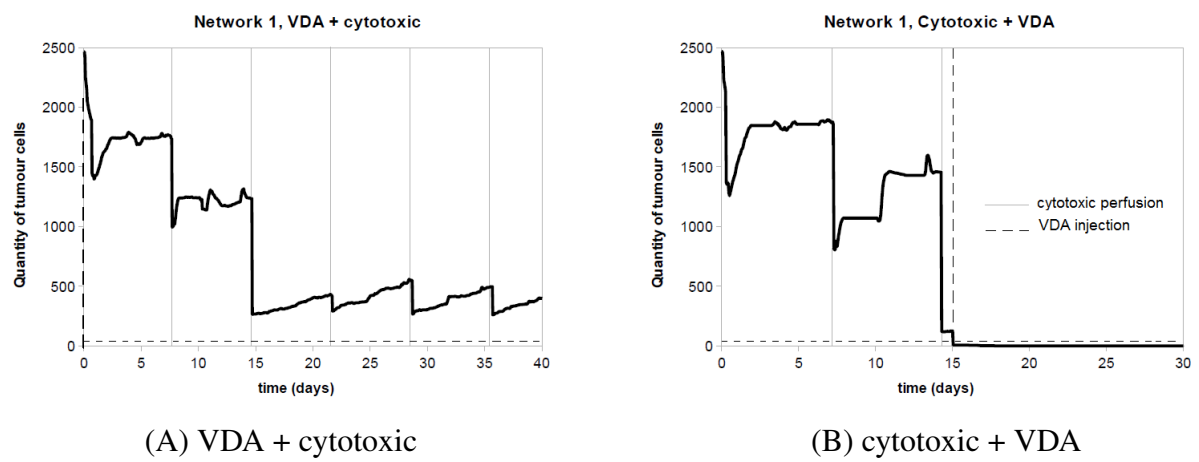 Network 1, VDA + cytotoxic
Quantity of tumour cells
2500
2000
1500
1000
500
0
0 5 10 15 20 25 30 35 40
time (days)
(A) VDA + cytotoxic
Network 1, Cytotoxic + VDA
Quantity of tumour cells
2500
2000
1500
1000
500
0
0 5 10 15 20 25 30
time (days)
cytotoxic perfusion
VDA injection
(B) cytotoxic + VDA